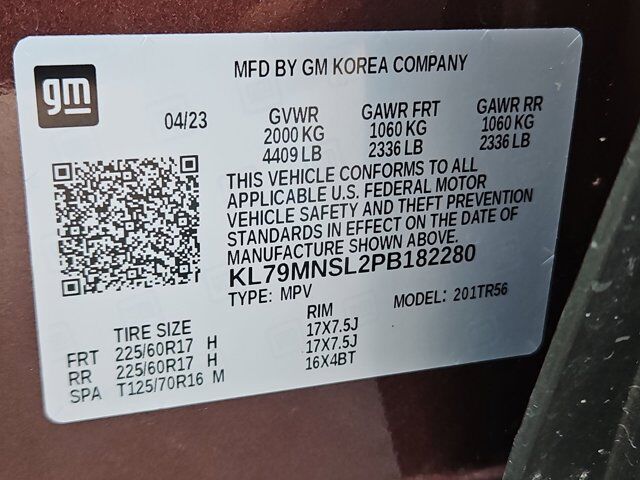 gm
MFD BY GM KOREA COMPANY
04/23
GVWR GAWR FRT GAWR RR
2000 KG 1060 KG 1060 KG
4409 LB 2336 LB 2336 LB
THIS VEHICLE CONFORMS TO ALL
APPLICABLE U.S. FEDERAL MOTOR
VEHICLE SAFETY AND THEFT PREVENTION
STANDARDS IN EFFECT ON THE DATE OF
MANUFACTURE SHOWN ABOVE.
KL79MNSL2PB182280
TYPE: MPV MODEL: 201TR56
TIRE SIZE RIM
FRT 225/60R17 H 17X7.5J
RR 225/60R17 H 17X7.5J
SPA T125/70R16 M 16X4BT